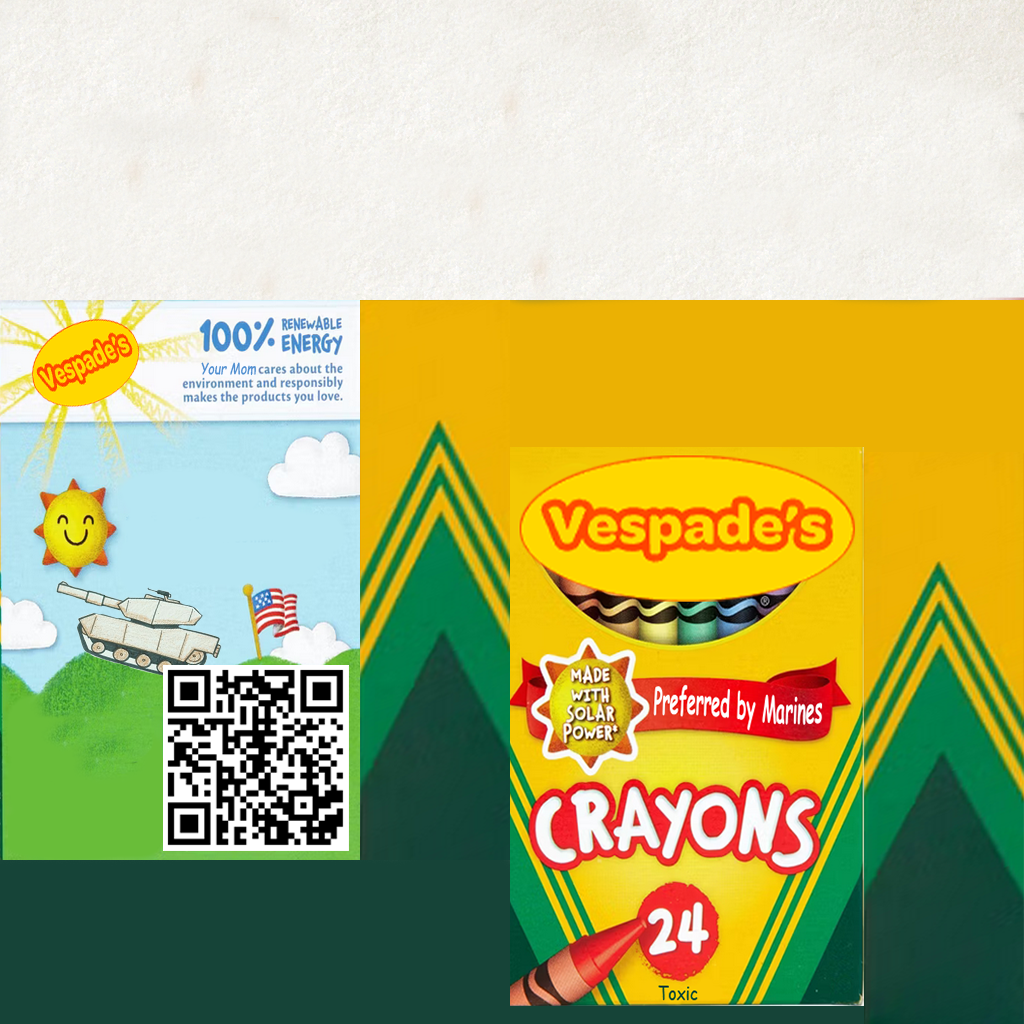 Vespade's
100% RENEWABLE
ENERGY
Your Mom cares about the
environment and responsibly
makes the products you love.
Vespade's
®
MADE
WITH
SOLAR
POWER*
Preferred by Marines
CRAYONS
24
Toxic